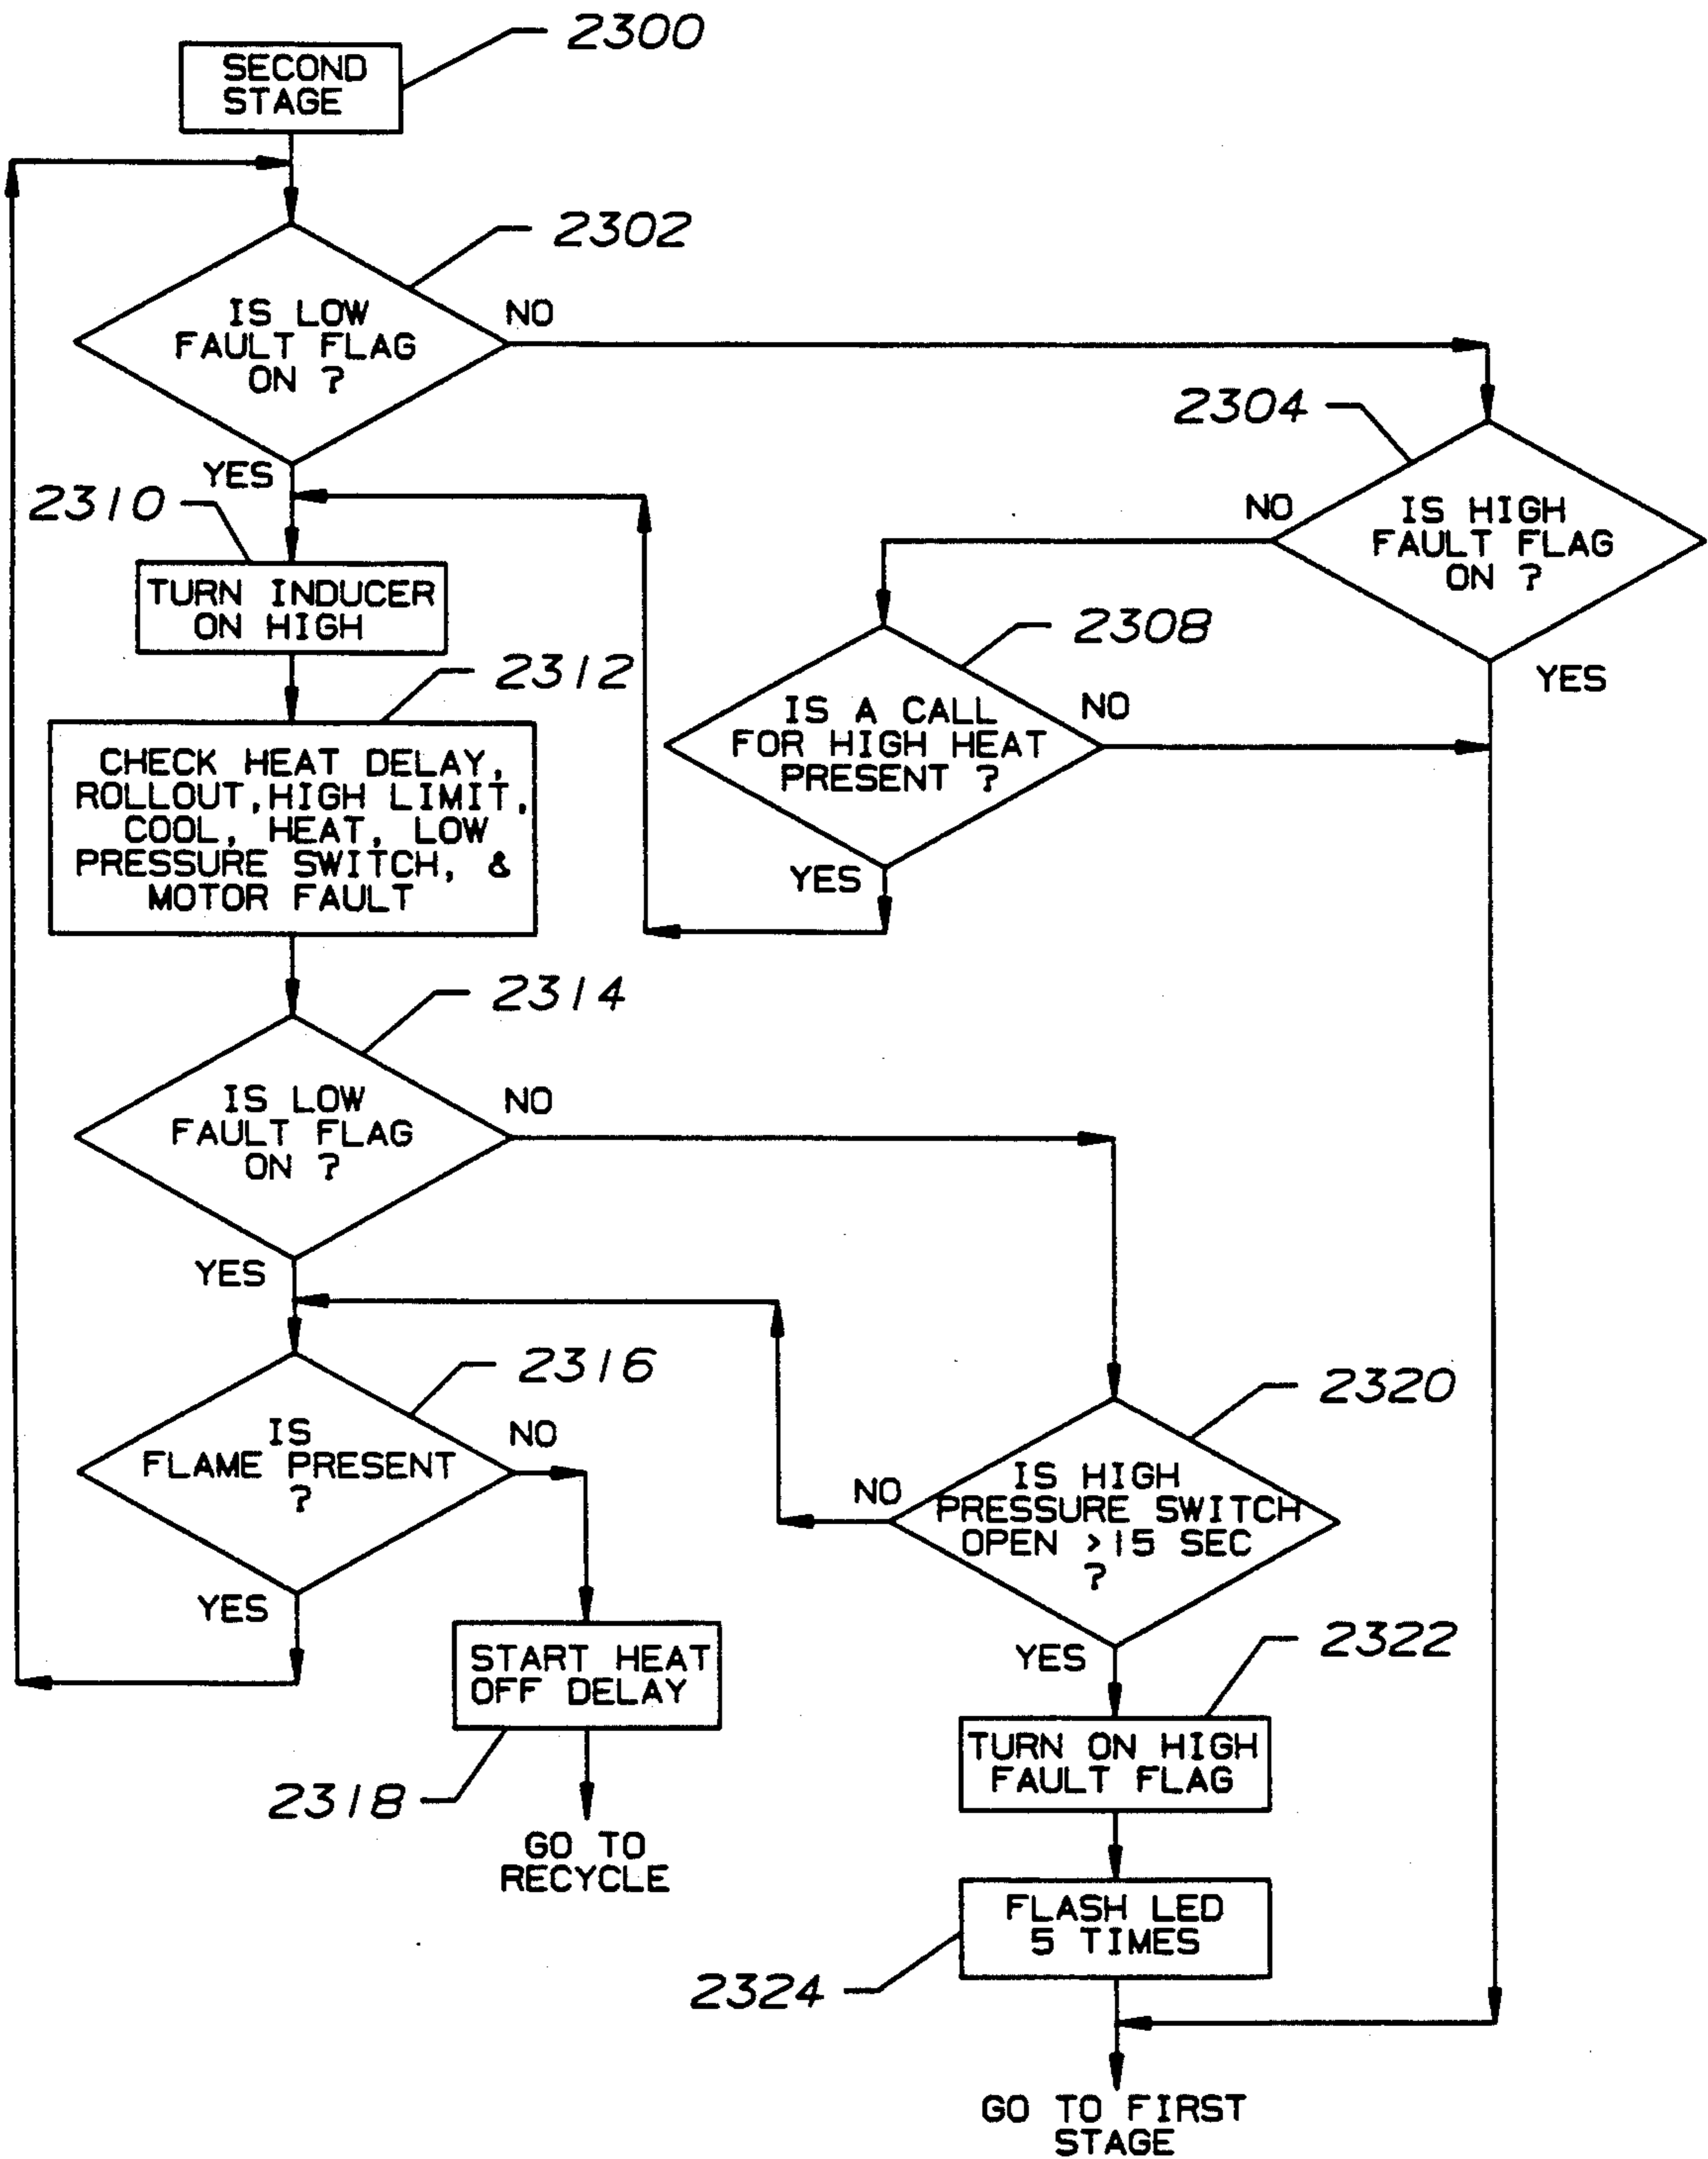 2300
SECOND
STAGE
2302
IS LOW
FAULT FLAG
ON ?
NO
YES
2304
IS HIGH
FAULT FLAG
ON ?
NO
YES
2308
IS A CALL
FOR HIGH HEAT
PRESENT ?
NO
YES
2310
TURN INDUCER
ON HIGH
2312
CHECK HEAT DELAY,
ROLLOUT, HIGH LIMIT,
COOL, HEAT, LOW
PRESSURE SWITCH, &
MOTOR FAULT
2314
IS LOW
FAULT FLAG
ON ?
NO
YES
2316
IS
FLAME PRESENT
?
NO
YES
START HEAT
OFF DELAY
2318
GO TO
RECYCLE
2320
IS HIGH
PRESSURE SWITCH
OPEN >15 SEC
?
NO
YES
2322
TURN ON HIGH
FAULT FLAG
FLASH LED
5 TIMES
2324
GO TO FIRST
STAGE